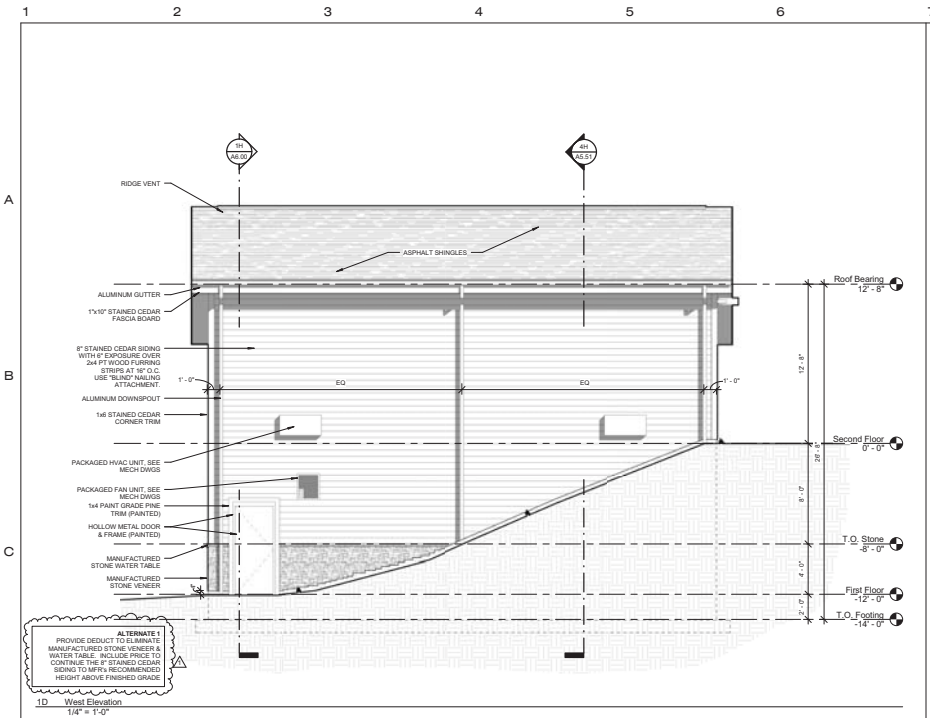 1 2 3 4 5 6 7
A
B
C
1H
A6.00
4H
A5.51
RIDGE VENT
ASPHALT SHINGLES
ALUMINUM GUTTER
1"x10" STAINED CEDAR
FASCIA BOARD
8" STAINED CEDAR SIDING
WITH 6" EXPOSURE OVER
2x4 PT WOOD FURRING
STRIPS AT 16" O.C.
USE "BLIND" NAILING
ATTACHMENT.
1' - 0"
EQ
EQ
1' - 0"
ALUMINUM DOWNSPOUT
1x6 STAINED CEDAR
CORNER TRIM
PACKAGED HVAC UNIT, SEE
MECH DWGS
PACKAGED FAN UNIT, SEE
MECH DWGS
1x4 PAINT GRADE PINE
TRIM (PAINTED)
HOLLOW METAL DOOR
& FRAME (PAINTED)
MANUFACTURED
STONE WATER TABLE
MANUFACTURED
STONE VENEER
4"
Roof Bearing
12' - 8"
12' - 8"
Second Floor
0' - 0"
26' - 8"
8' - 0"
T.O. Stone
-8' - 0"
4' - 0"
First Floor
-12' - 0"
2' - 0"
T.O. Footing
-14' - 0"
ALTERNATE 1
PROVIDE DEDUCT TO ELIMINATE
MANUFACTURED STONE VENEER &
WATER TABLE. INCLUDE PRICE TO
CONTINUE THE 8" STAINED CEDAR
SIDING TO MFR's RECOMMENDED
HEIGHT ABOVE FINISHED GRADE
1D West Elevation
1/4" = 1'-0"